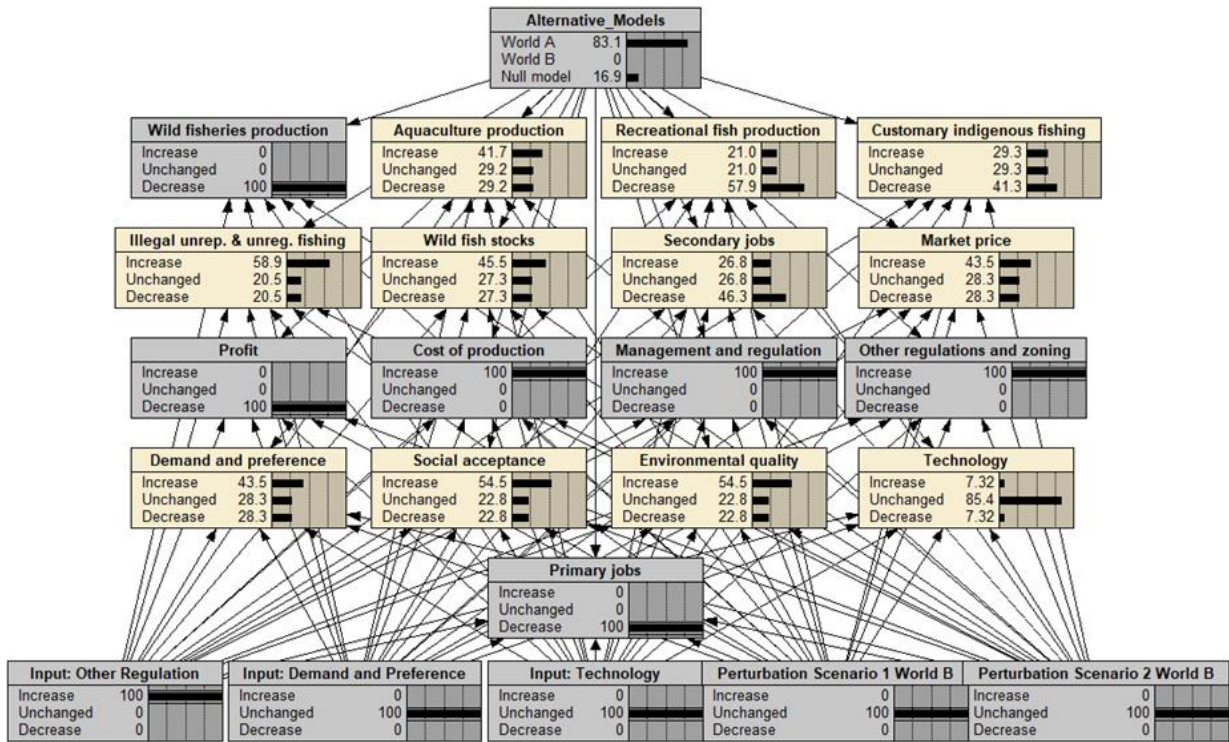 Alternative_Models
World A 83.1
World B 0
Null model 16.9
Wild fisheries production
Increase 0
Unchanged 0
Decrease 100
Aquaculture production
Increase 41.7
Unchanged 29.2
Decrease 29.2
Recreational fish production
Increase 21.0
Unchanged 21.0
Decrease 57.9
Customary indigenous fishing
Increase 29.3
Unchanged 29.3
Decrease 41.3
Illegal unrep. & unreg. fishing
Increase 58.9
Unchanged 20.5
Decrease 20.5
Wild fish stocks
Increase 45.5
Unchanged 27.3
Decrease 27.3
Secondary jobs
Increase 26.8
Unchanged 26.8
Decrease 46.3
Market price
Increase 43.5
Unchanged 28.3
Decrease 28.3
Profit
Increase 0
Unchanged 0
Decrease 100
Cost of production
Increase 100
Unchanged 0
Decrease 0
Management and regulation
Increase 100
Unchanged 0
Decrease 0
Other regulations and zoning
Increase 100
Unchanged 0
Decrease 0
Demand and preference
Increase 43.5
Unchanged 28.3
Decrease 28.3
Social acceptance
Increase 54.5
Unchanged 22.8
Decrease 22.8
Environmental quality
Increase 54.5
Unchanged 22.8
Decrease 22.8
Technology
Increase 7.32
Unchanged 85.4
Decrease 7.32
Primary jobs
Increase 0
Unchanged 0
Decrease 100
Input: Other Regulation
Increase 100
Unchanged 0
Decrease 0
Input: Demand and Preference
Increase 0
Unchanged 100
Decrease 0
Input: Technology
Increase 0
Unchanged 100
Decrease 0
Perturbation Scenario 1 World B
Increase 0
Unchanged 100
Decrease 0
Perturbation Scenario 2 World B
Increase 0
Unchanged 100
Decrease 0